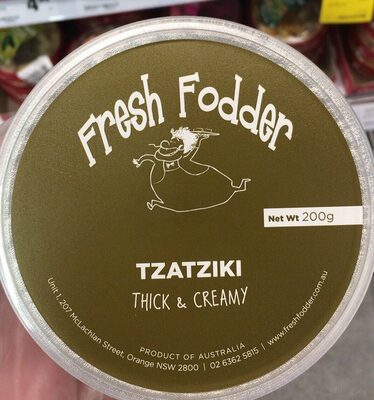 Fresh Fodder
Net Wt 200g
TZATZIKI
THICK & CREAMY
PRODUCT OF AUSTRALIA
Unit 1, 207 McLachlan Street, Orange NSW 2800 | 02 6362 5815 | www.freshfodder.com.au